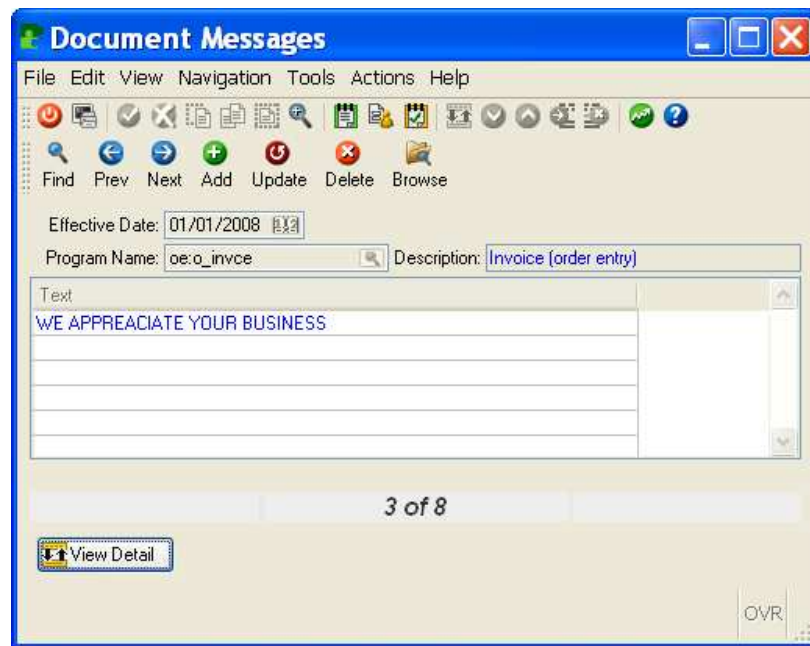 Document Messages
File Edit View Navigation Tools Actions Help
Find Prev Next Add Update Delete Browse
Effective Date: 01/01/2008
Program Name: oe:o_invce Description: Invoice (order entry)
Text
WE APPREACIATE YOUR BUSINESS
3 of 8
View Detail
OVR